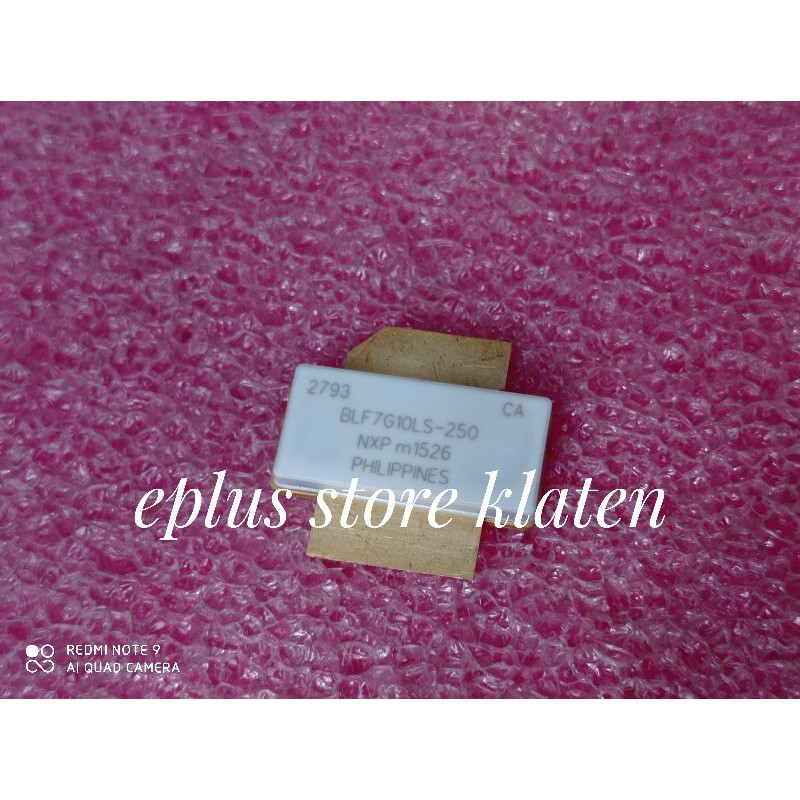 2793
CA
BLF7G10LS-250
NXP m1526
PHILIPPINES
eplus store klaten
REDMI NOTE 9
AI QUAD CAMERA